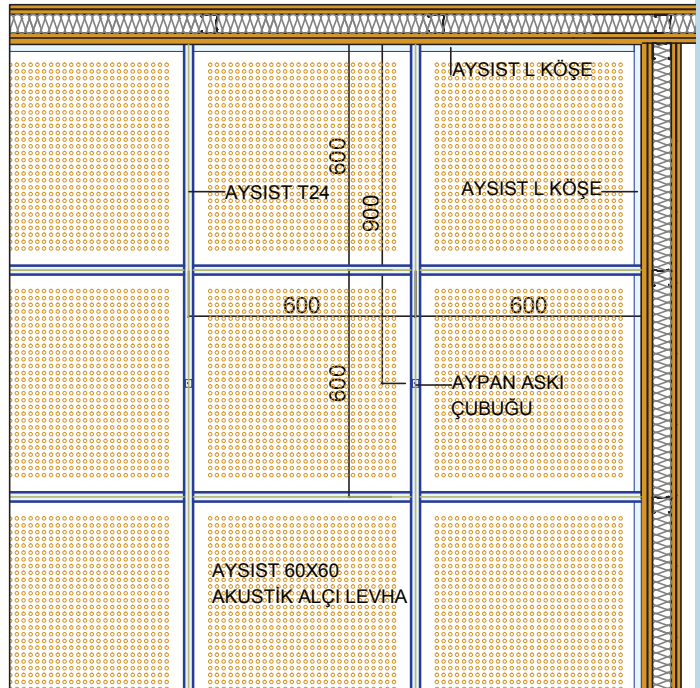 AYSIST L KÖŞE
600
AYSIST T24
AYSIST L KÖŞE
900
600
600
600
AYPAN ASKI
ÇUBUĞU
AYSIST 60X60
AKUSTİK ALÇI LEVHA